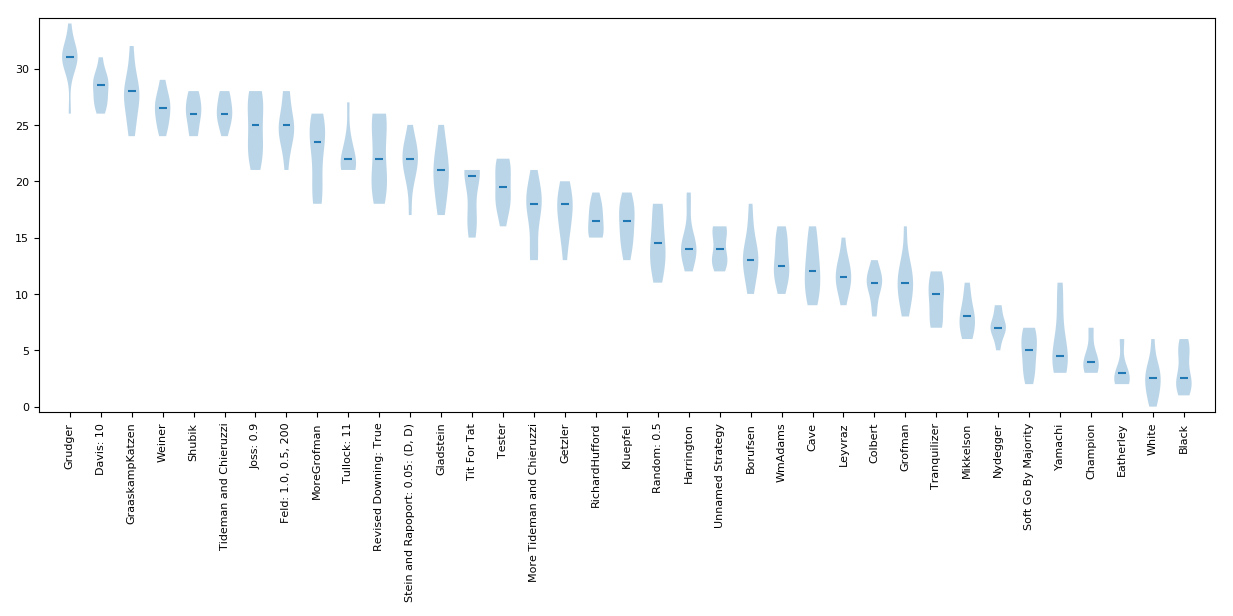 30
25
20
15
10
5
0
Grudger
Davis: 10
GraaskampKatzen
Weiner
Shubik
Tideman and Chieruzzi
Joss: 0.9
Feld: 1.0, 0.5, 200
MoreGrofman
Tullock: 11
Revised Downing: True
Stein and Rapoport: 0.05: (D, D)
Gladstein
Tit For Tat
Tester
More Tideman and Chieruzzi
Getzler
RichardHufford
Kluepfel
Random: 0.5
Harrington
Unnamed Strategy
Borufsen
WmAdams
Cave
Leyvraz
Colbert
Grofman
Tranquilizer
Mikkelson
Nydegger
Soft Go By Majority
Yamachi
Champion
Eatherley
White
Black